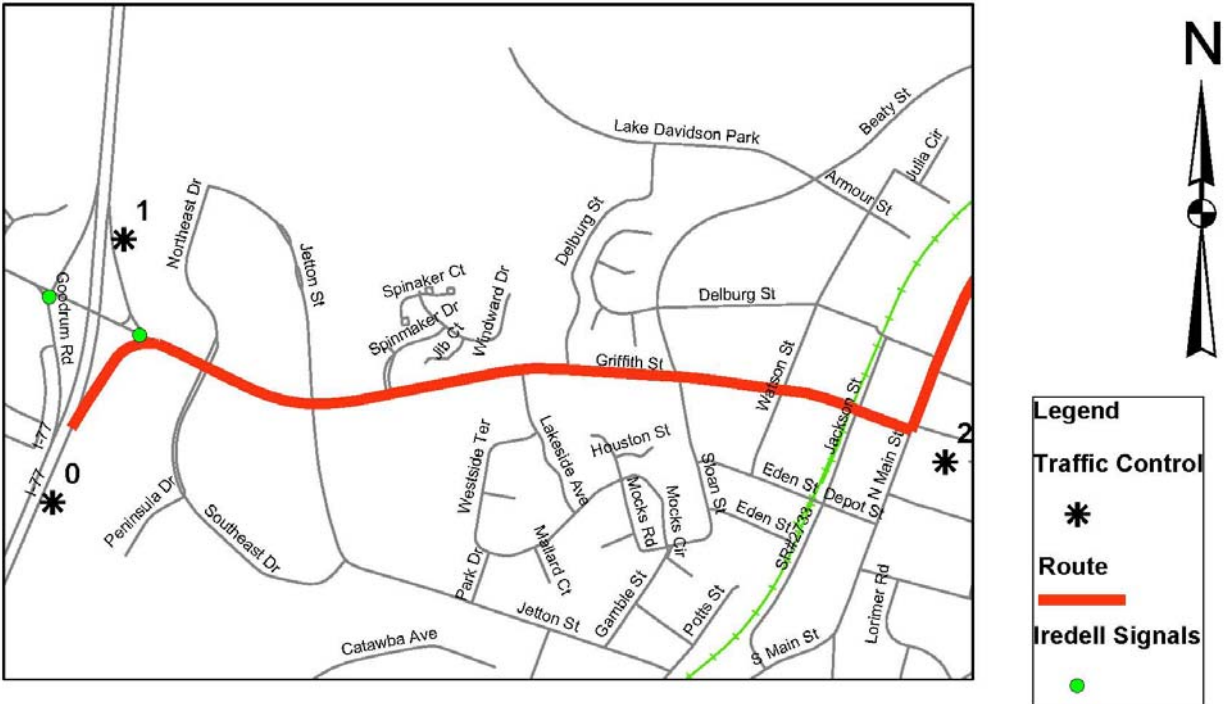 N
Lake Davidson Park
Beaty St
Julia Cir
Armour St
1
Northeast Dr
Jetton St
Delburg St
Goodrum Rd
Spinaker Ct
Spinmaker Dr
Jib Ct
Windward Dr
Delburg St
Griffith St
Watson St
Jackson St
I-77
I-77
0
Peninsula Dr
Southeast Dr
Westside Ter
Lakeside Ave
Houston St
Mocks Rd
Mocks Cir
Sloan St
Eden St
Depot St
Eden St
N Main St
2
SR#2733
Park Dr
Mallard Ct
Jetton St
Gamble St
Potts St
Catawba Ave
S Main St
Lorimer Rd
Legend
Traffic Control
Route
Iredell Signals